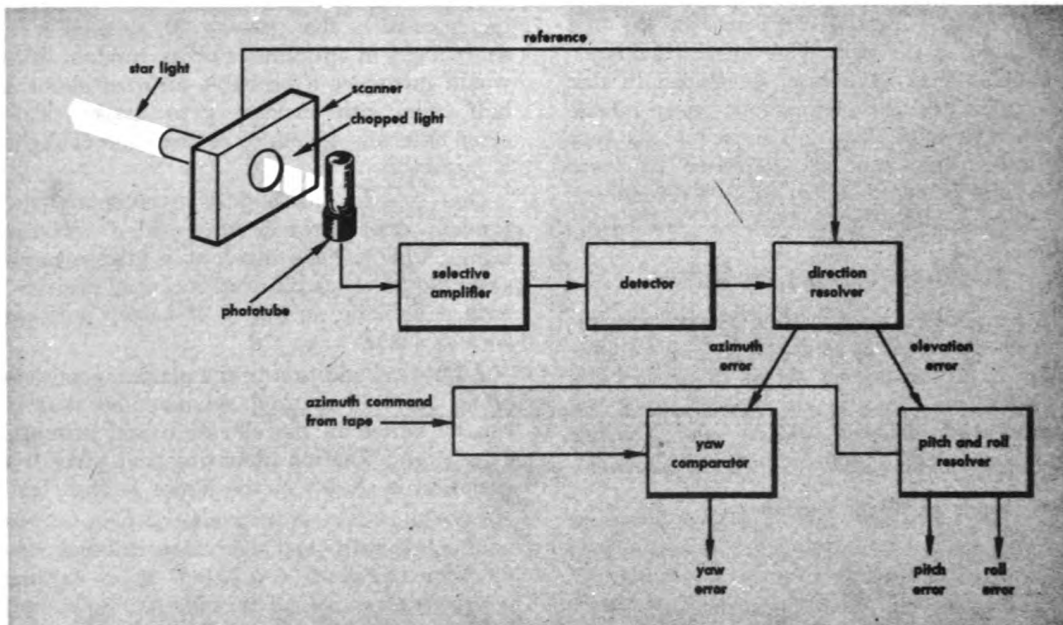 reference
star light
scanner
chopped light
phototube
selective
amplifier
detector
direction
resolver
azimuth
error
elevation
error
azimuth command
from tape
yaw
comparator
pitch and roll
resolver
yaw
error
pitch
error
roll
error